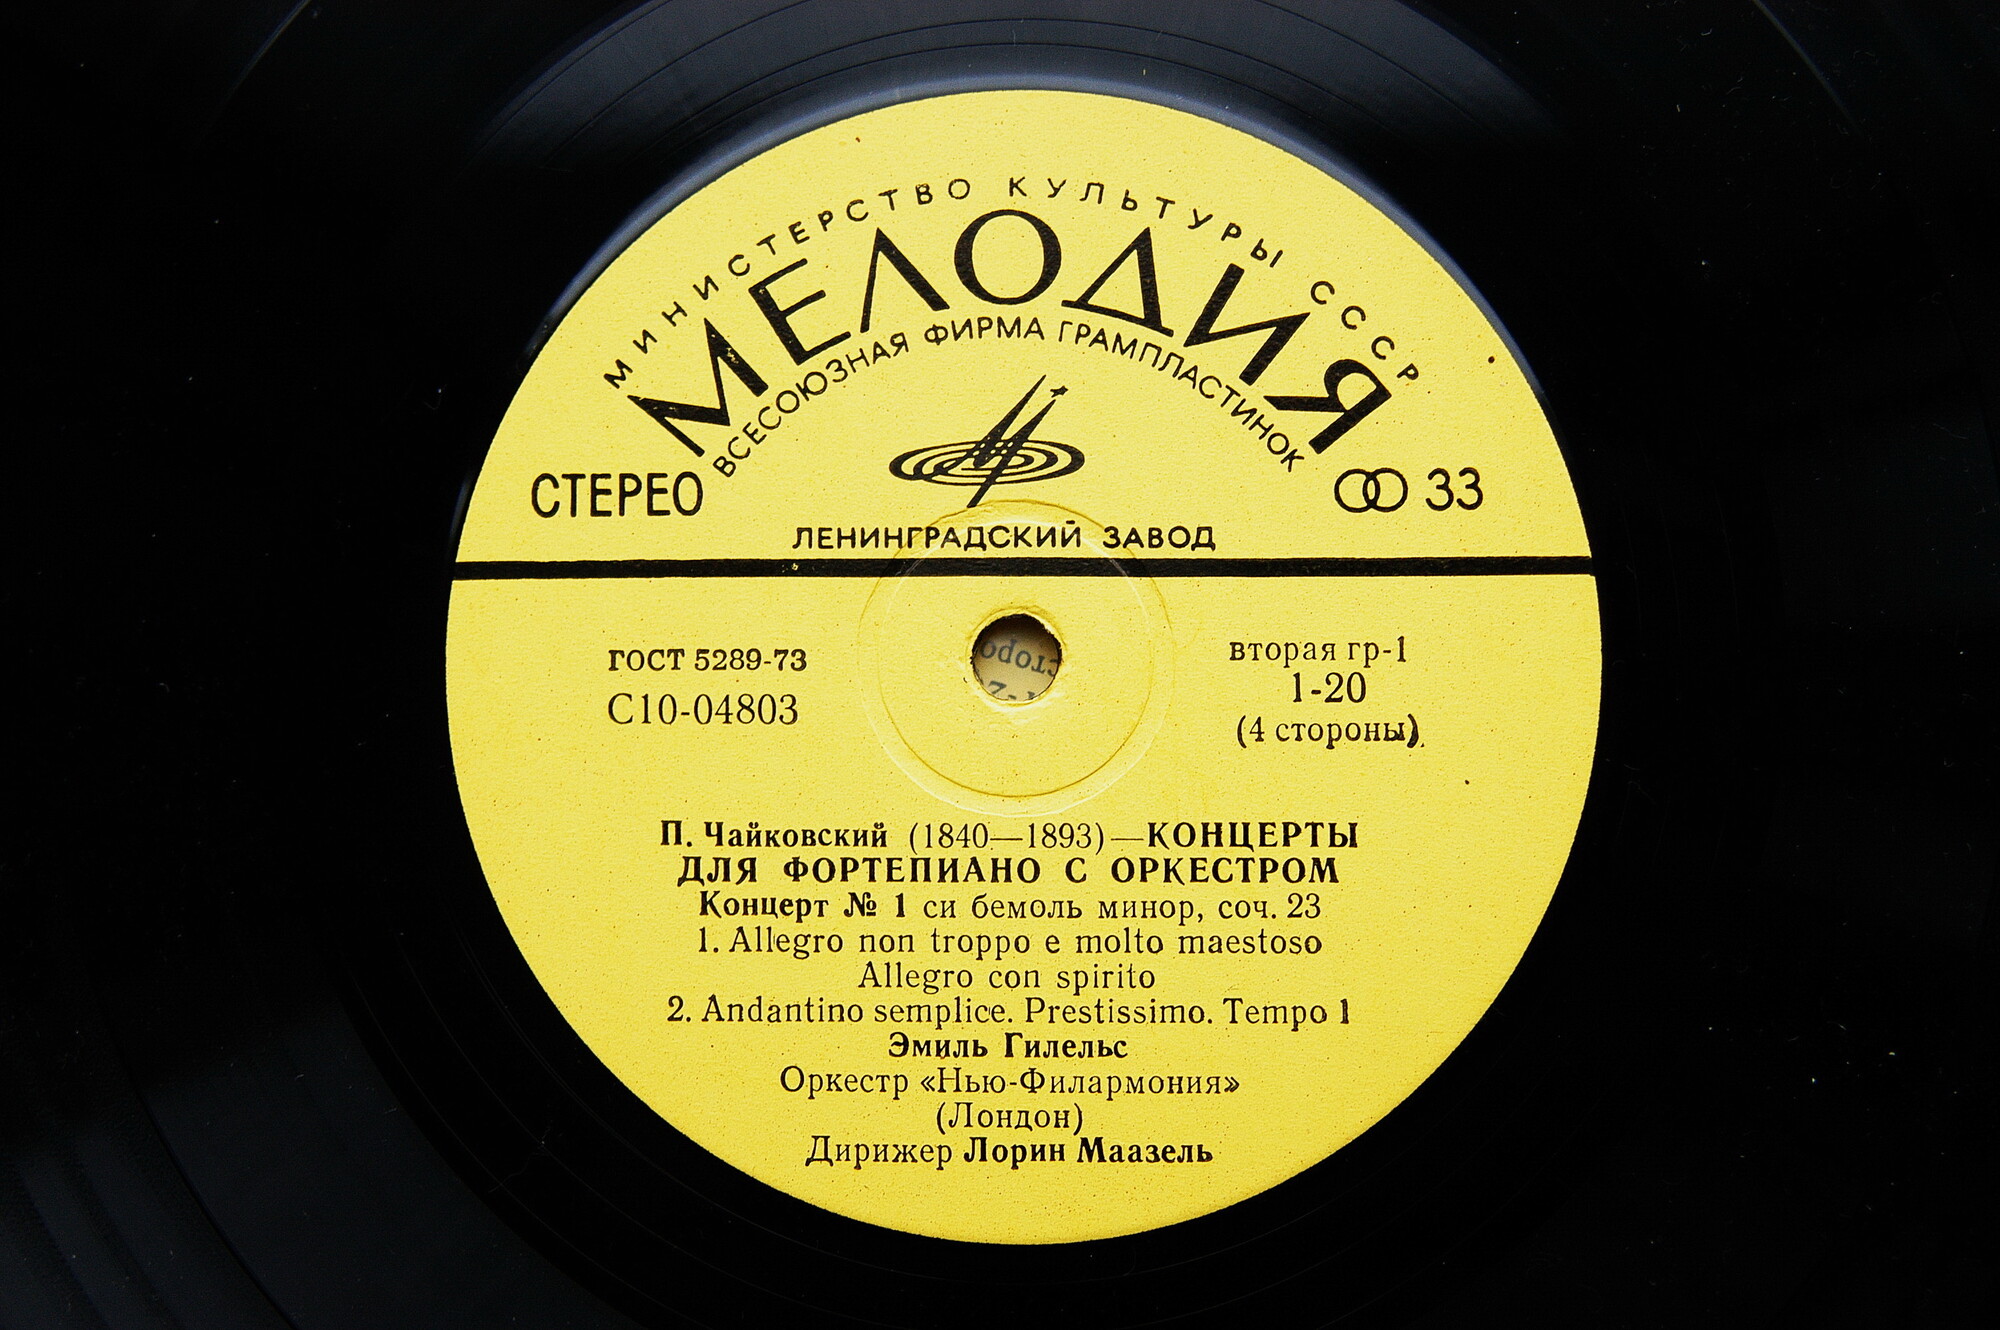 МИНИСТЕРСТВО КУЛЬТУРЫ СССР
МЕЛОДИЯ
ВСЕСОЮЗНАЯ ФИРМА ГРАМПЛАСТИНОК
СТЕРЕО
33
ЛЕНИНГРАДСКИЙ ЗАВОД
ГОСТ 5289-73
С10-04803
вторая гр-1
1-20
(4 стороны)
П. Чайковский (1840—1893)—КОНЦЕРТЫ
ДЛЯ ФОРТЕПИАНО С ОРКЕСТРОМ
Концерт № 1 си бемоль минор, соч. 23
1. Allegro non troppo e molto maestoso
Allegro con spirito
2. Andantino semplice. Prestissimo. Tempo 1
Эмиль Гилельс
Оркестр «Нью-Филармония»
(Лондон)
Дирижер Лорин Маазель